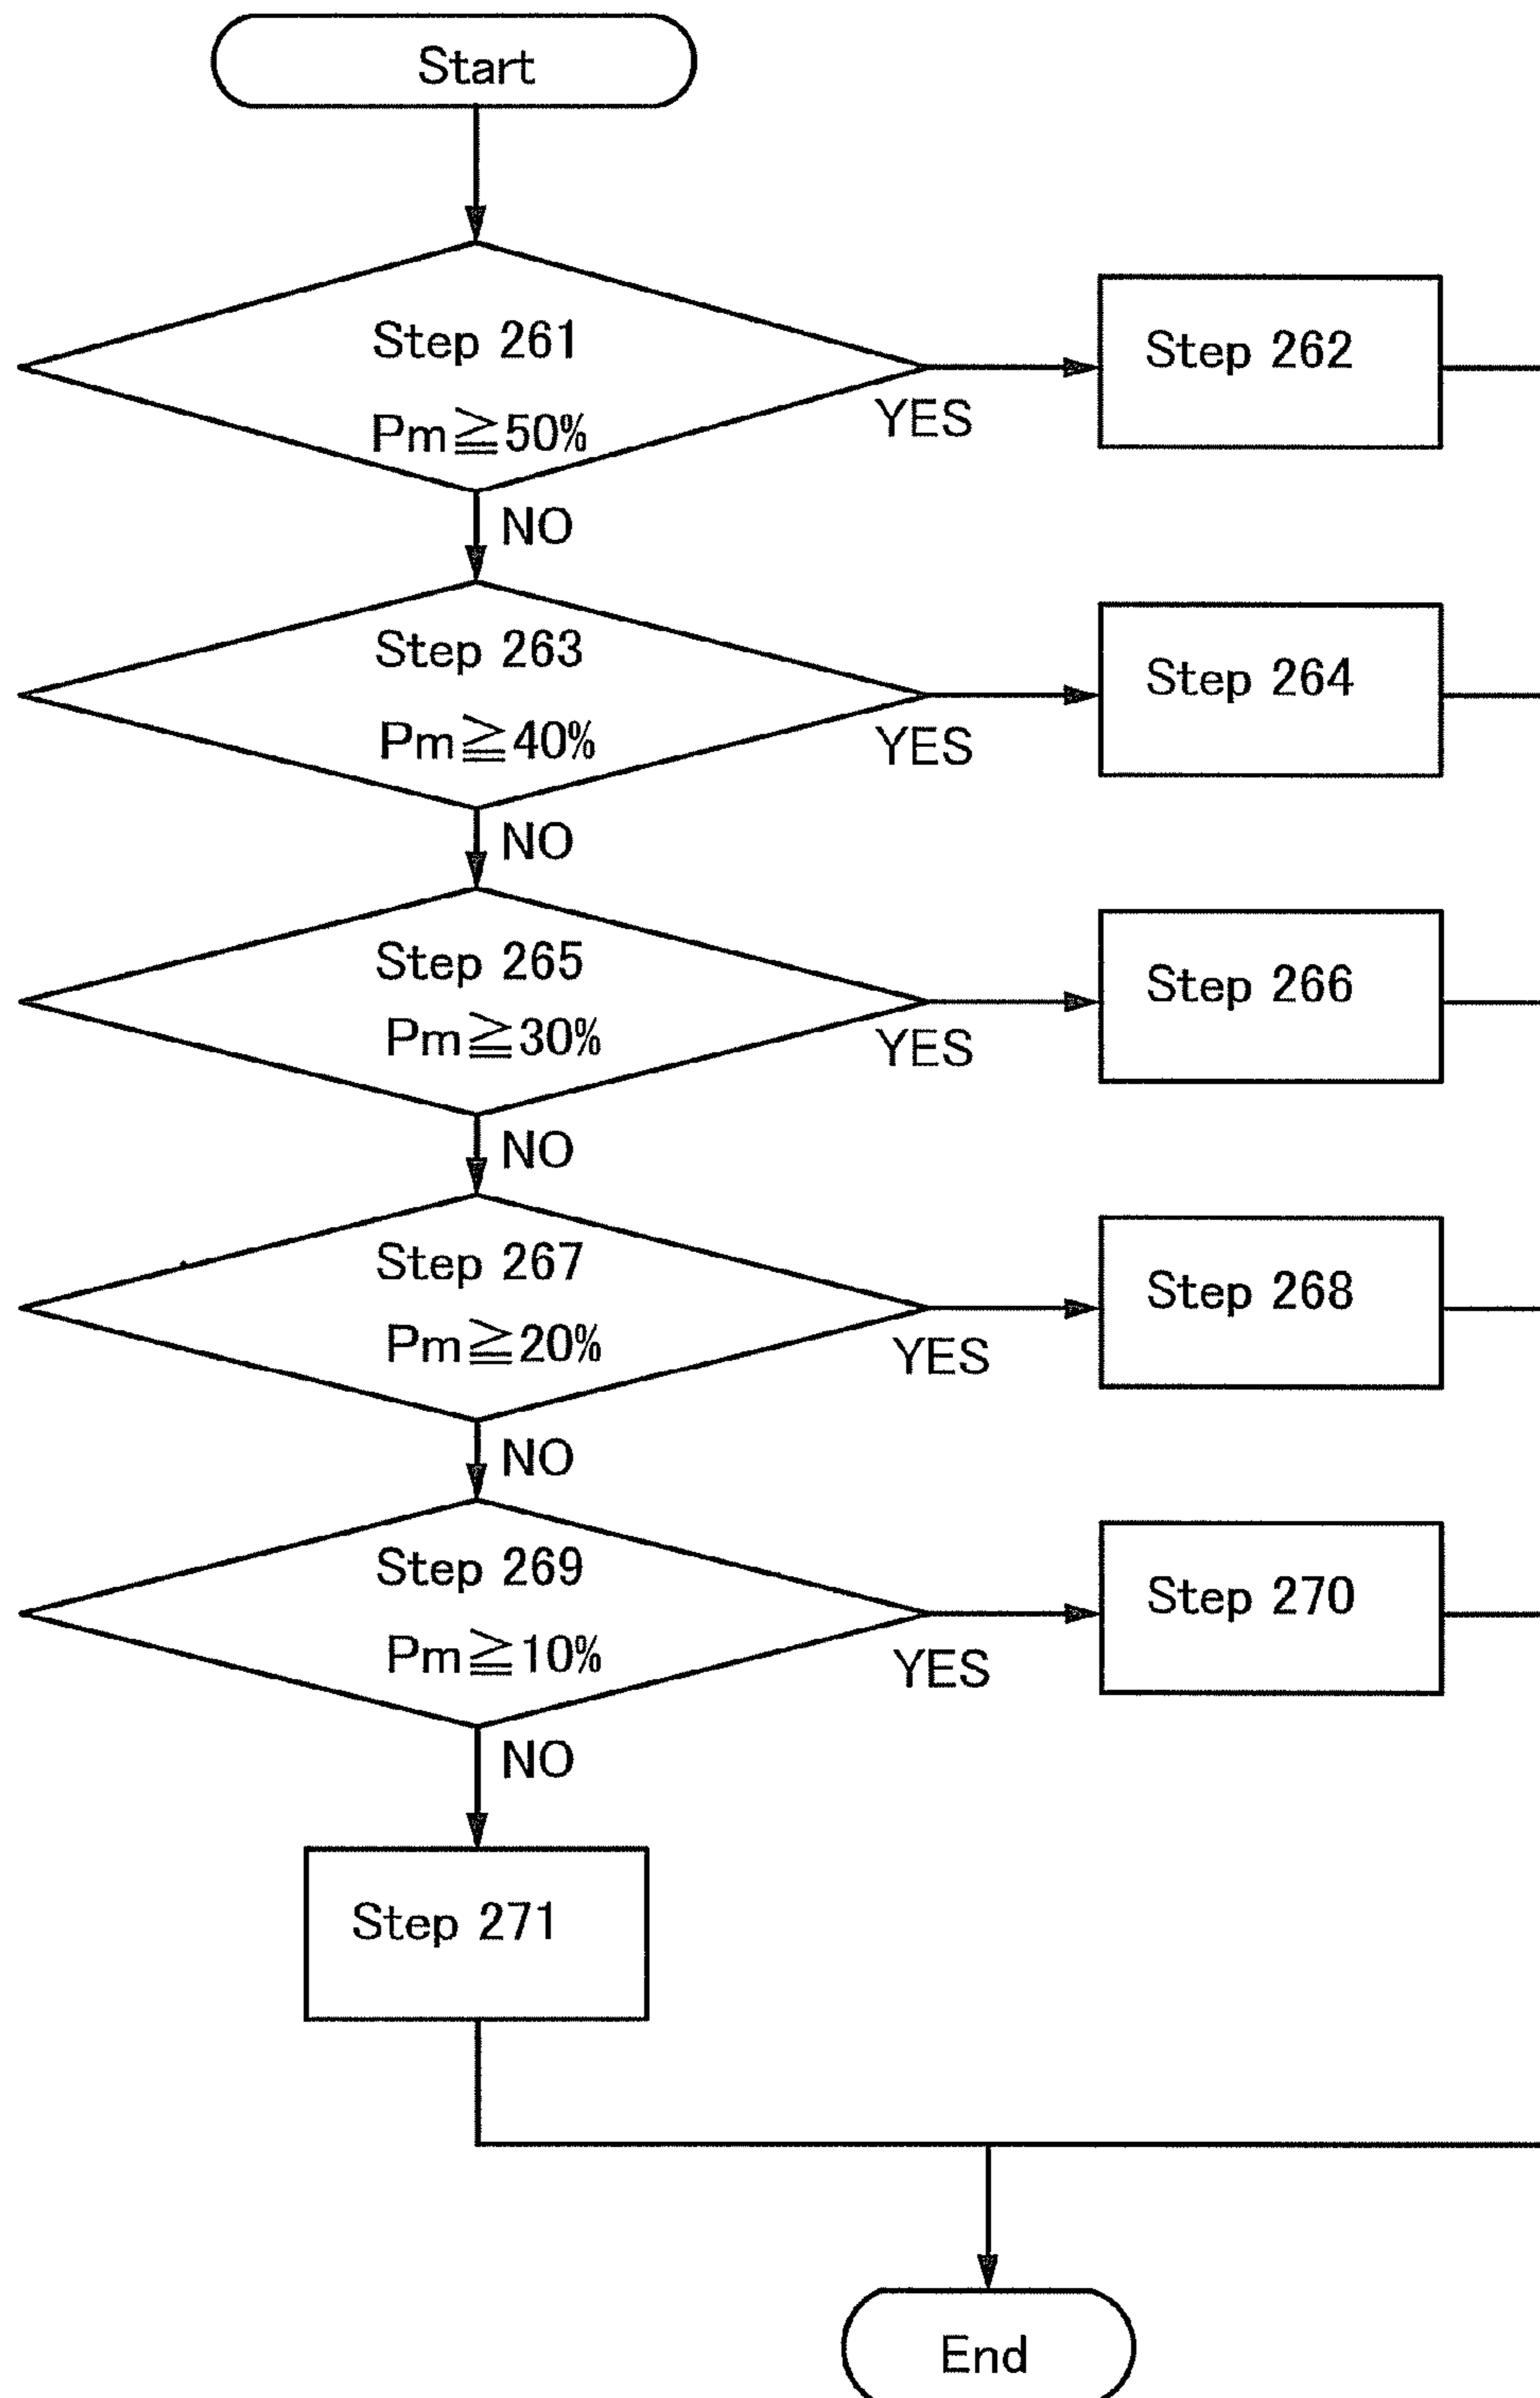 Start
Step 261
Pm≧50%
YES
Step 262
NO
Step 263
Pm≧40%
YES
Step 264
NO
Step 265
Pm≧30%
YES
Step 266
NO
Step 267
Pm≧20%
YES
Step 268
NO
Step 269
Pm≧10%
YES
Step 270
NO
Step 271
End